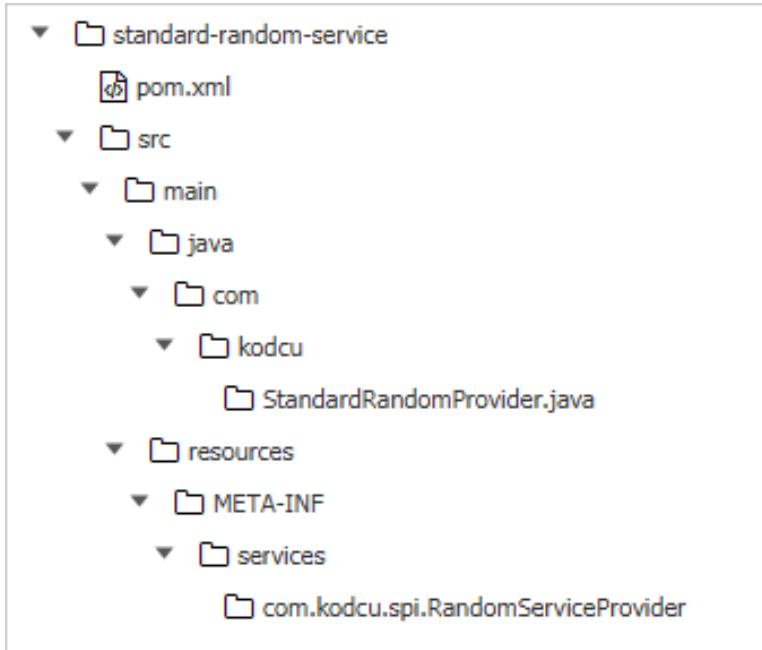 standard-random-service
pom.xml
src
main
java
com
kodcu
StandardRandomProvider.java
resources
META-INF
services
com.kodcu.spi.RandomServiceProvider